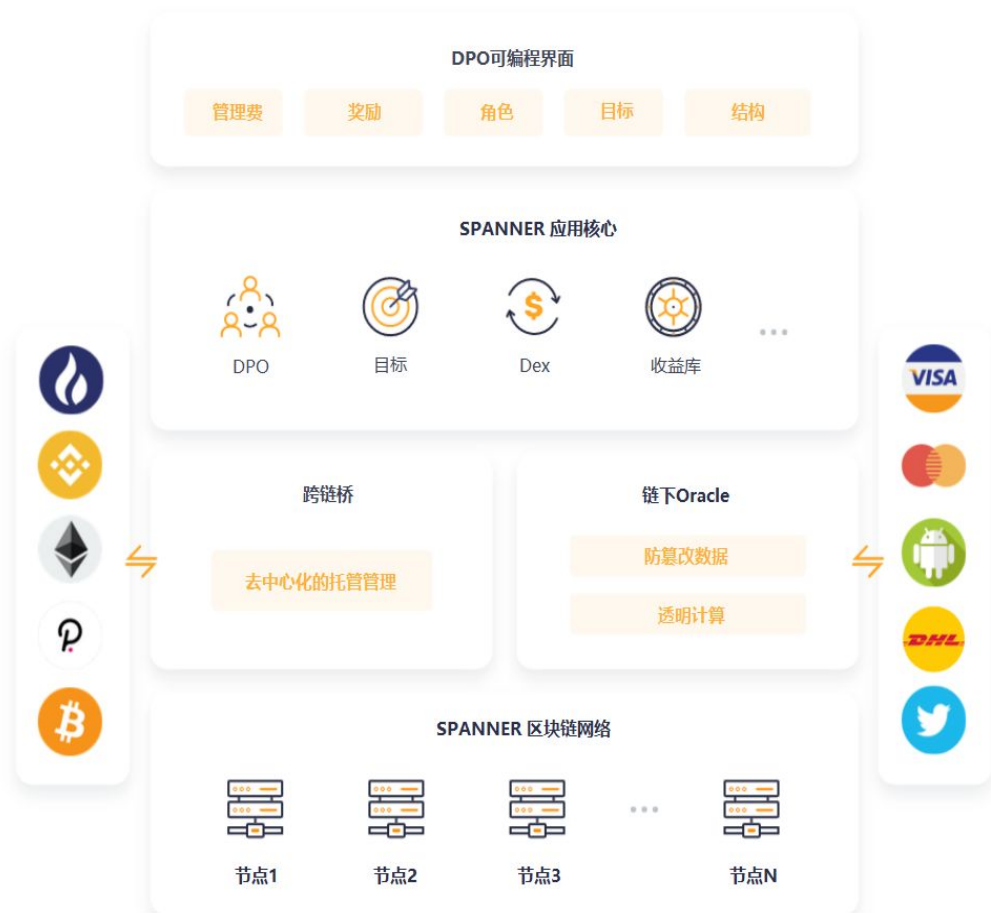 DPO可编程界面
管理费 奖励 角色 目标 结构
SPANNER 应用核心
DPO 目标 Dex 收益库
VISA
跨链桥 链下Oracle
去中心化的托管管理 防篡改数据
透明计算
DHL
SPANNER 区块链网络
节点1 节点2 节点3 节点N